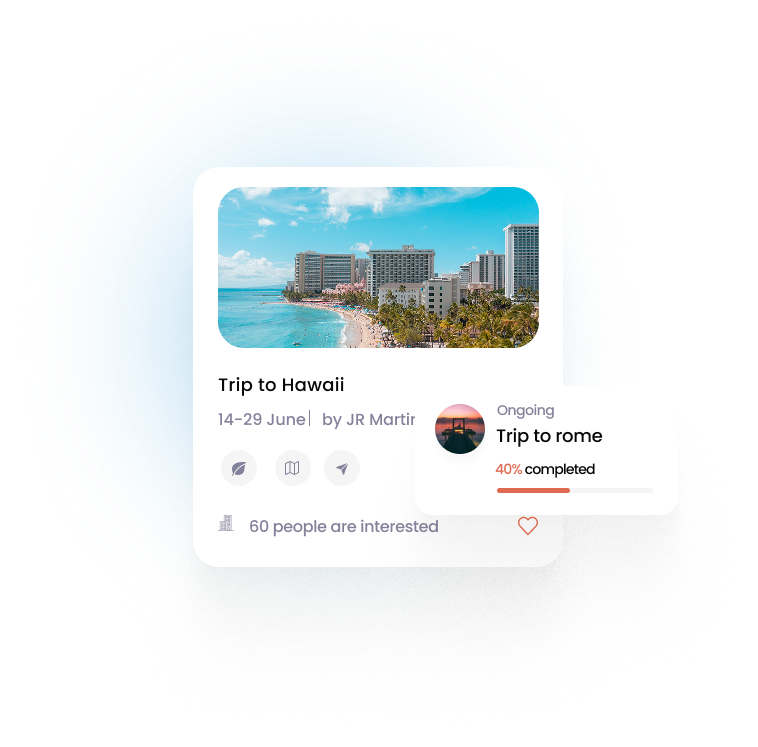 Trip to Hawaii
14-29 June | by JR Martin
60 people are interested
Ongoing
Trip to rome
40% completed